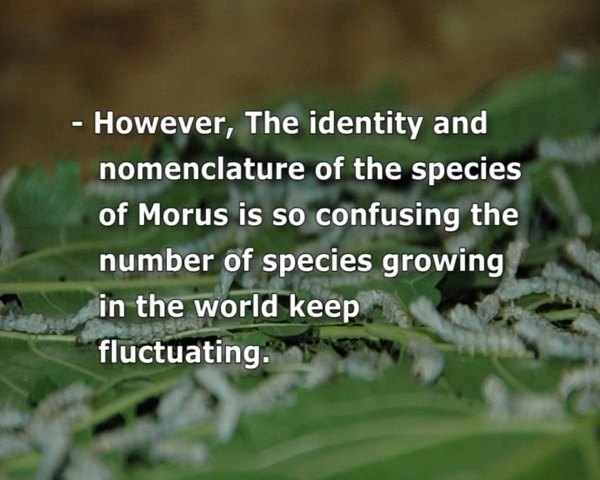 - However, The identity and
nomenclature of the species
of Morus is so confusing the
number of species growing
in the world keep
fluctuating.